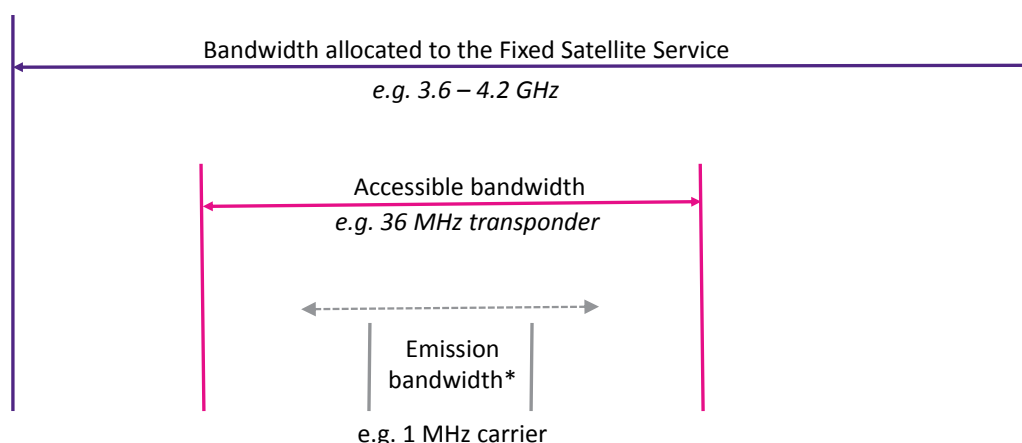 Bandwidth allocated to the Fixed Satellite Service
e.g. 3.6 – 4.2 GHz
Accessible bandwidth
e.g. 36 MHz transponder
Emission
bandwidth*
e.g. 1 MHz carrier